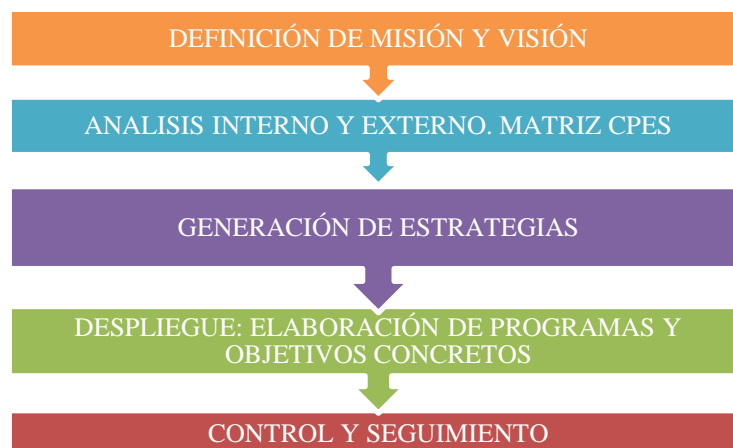 DEFINICIÓN DE MISIÓN Y VISIÓN
ANALISIS INTERNO Y EXTERNO. MATRIZ CPES
GENERACIÓN DE ESTRATEGIAS
DESPLIEGUE: ELABORACIÓN DE PROGRAMAS Y
OBJETIVOS CONCRETOS
CONTROL Y SEGUIMIENTO